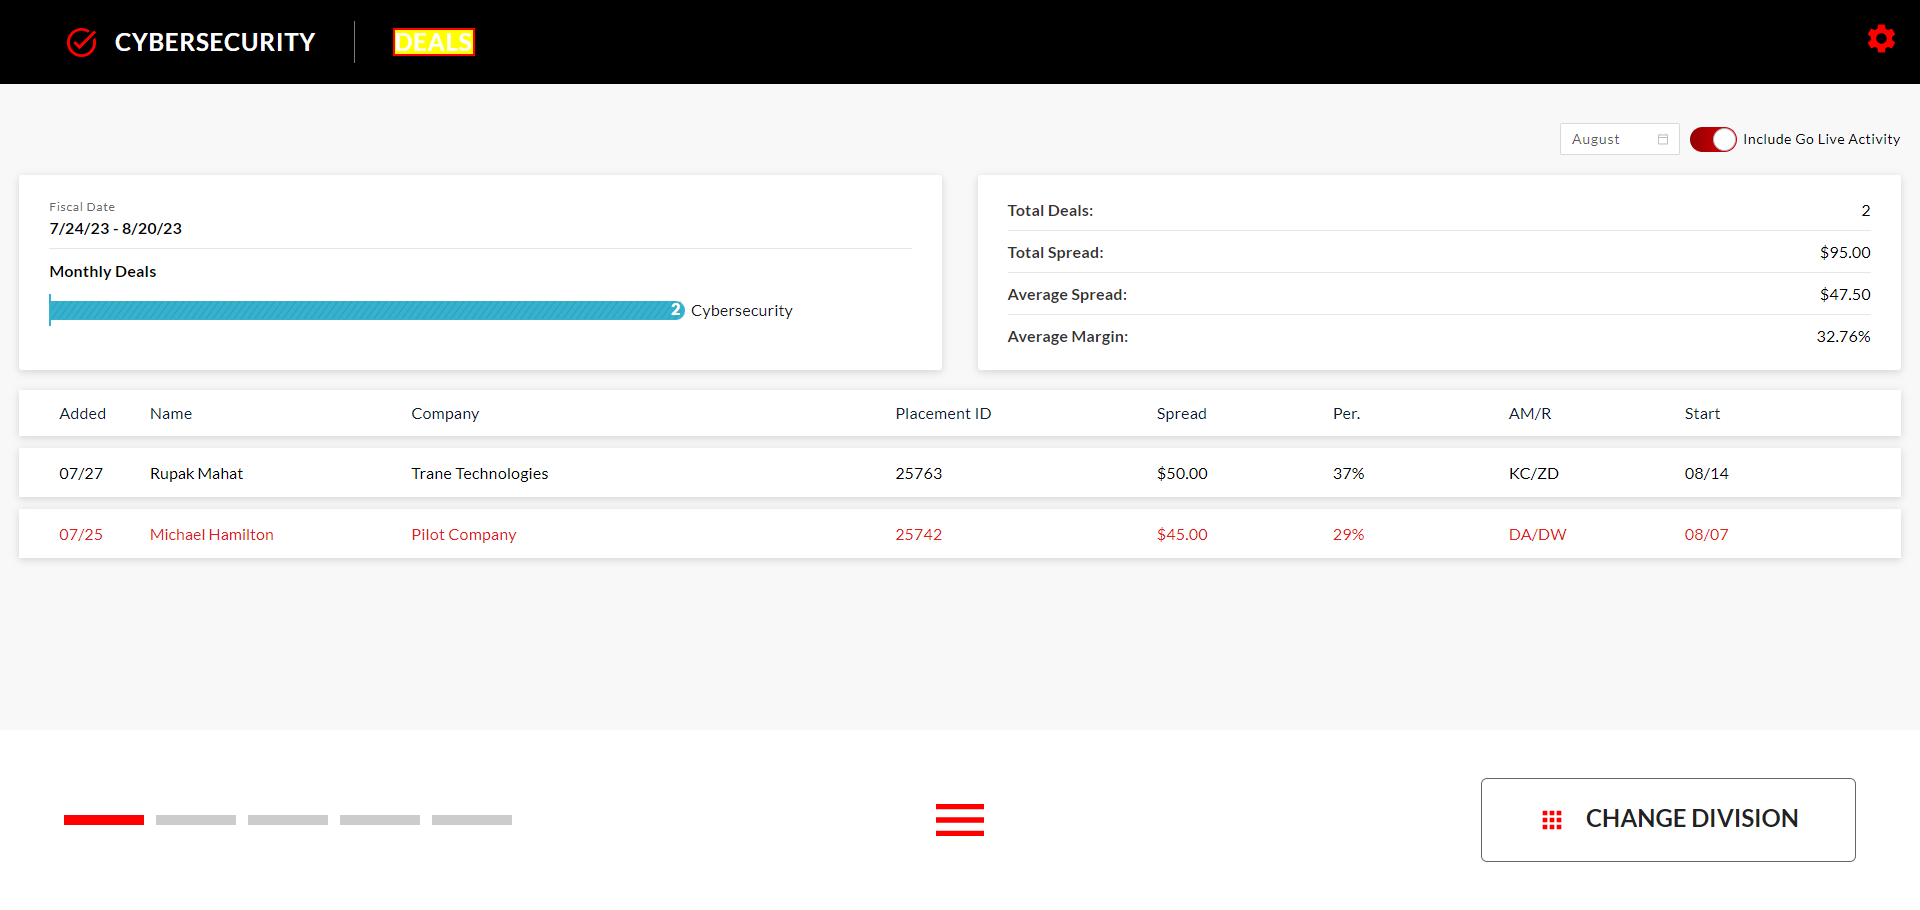 CYBERSECURITY DEALS
August Include Go Live Activity
Fiscal Date
7/24/23 - 8/20/23
Monthly Deals
2 Cybersecurity
Total Deals: 2
Total Spread: $95.00
Average Spread: $47.50
Average Margin: 32.76%
Added Name Company Placement ID Spread Per. AM/R Start
07/27 Rupak Mahat Trane Technologies 25763 $50.00 37% KC/ZD 08/14
07/25 Michael Hamilton Pilot Company 25742 $45.00 29% DA/DW 08/07
CHANGE DIVISION